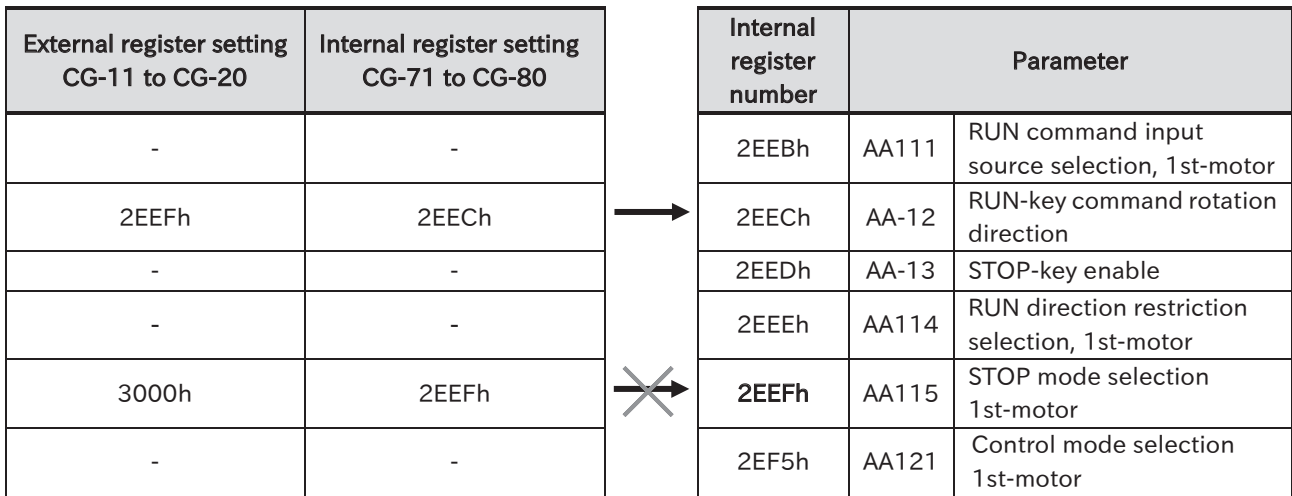 External register setting CG-11 to CG-20 Internal register setting CG-71 to CG-80 Internal register number Parameter
- - 2EEBh AA111 RUN command input source selection, 1st-motor
2EEFh 2EECh 2EECh AA-12 RUN-key command rotation direction
- - 2EEDh AA-13 STOP-key enable
- - 2EEEh AA114 RUN direction restriction selection, 1st-motor
3000h 2EEFh 2EEFh AA115 STOP mode selection 1st-motor
- - 2EF5h AA121 Control mode selection 1st-motor